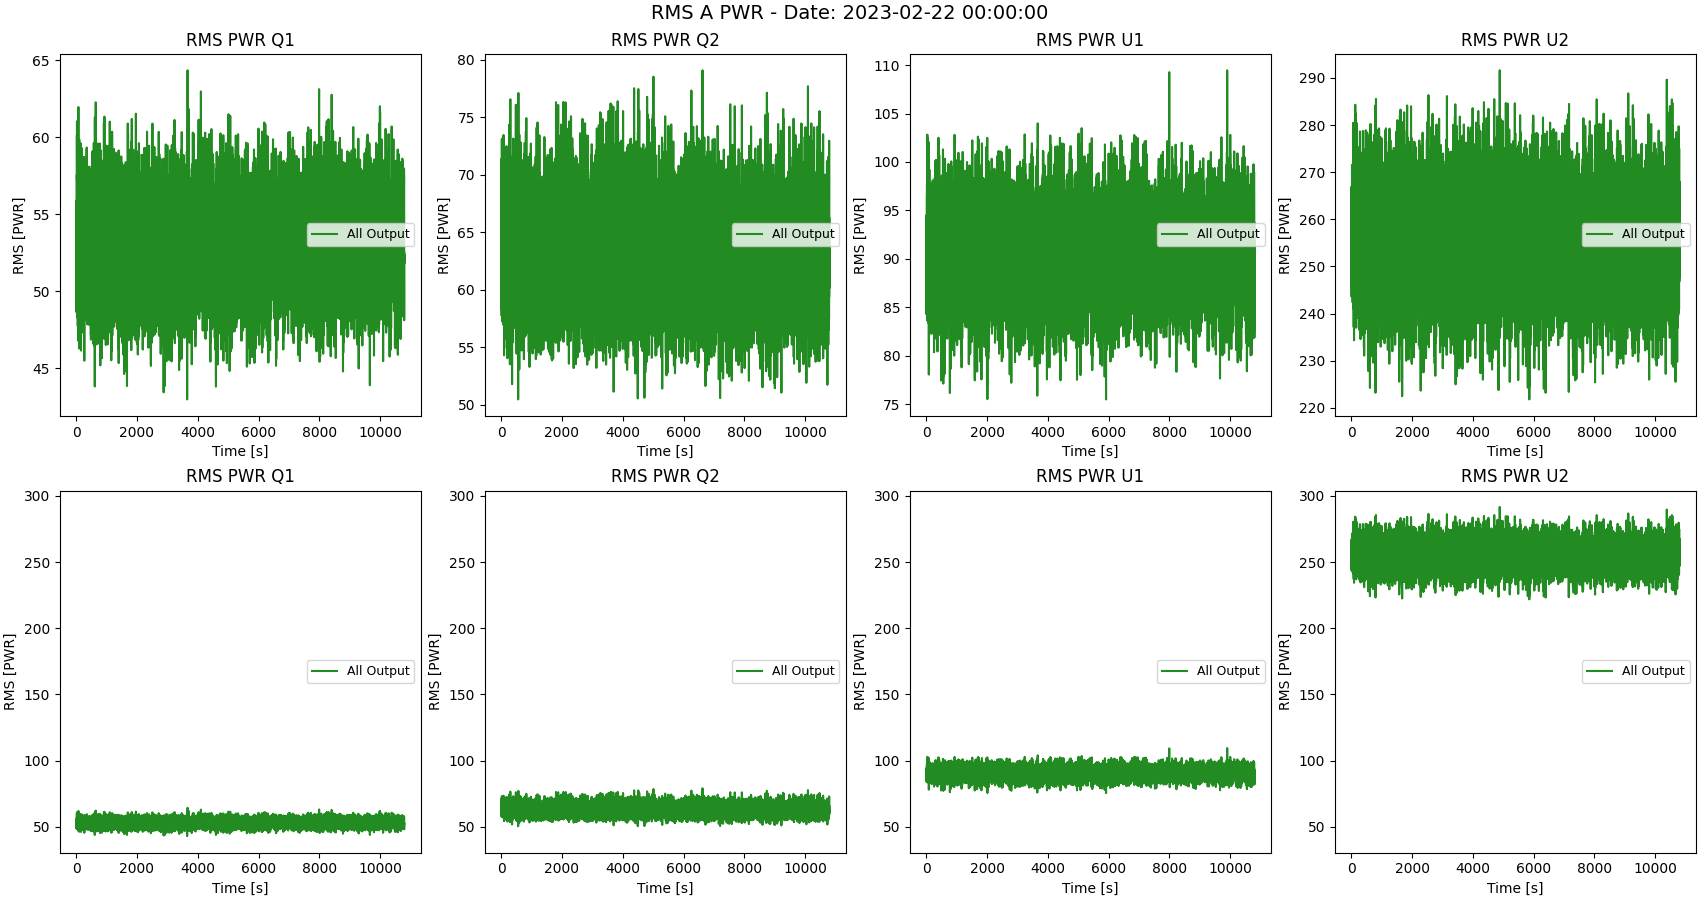 RMS A PWR - Date: 2023-02-22 00:00:00
RMS PWR Q1
RMS [PWR]
65
60
55
50
45
All Output
0 2000 4000 6000 8000 10000
Time [s]
RMS PWR Q2
RMS [PWR]
80
75
70
65
60
55
50
All Output
0 2000 4000 6000 8000 10000
Time [s]
RMS PWR U1
RMS [PWR]
110
105
100
95
90
85
80
75
All Output
0 2000 4000 6000 8000 10000
Time [s]
RMS PWR U2
RMS [PWR]
290
280
270
260
250
240
230
220
All Output
0 2000 4000 6000 8000 10000
Time [s]
RMS PWR Q1
RMS [PWR]
300
250
200
150
100
50
All Output
0 2000 4000 6000 8000 10000
Time [s]
RMS PWR Q2
RMS [PWR]
300
250
200
150
100
50
All Output
0 2000 4000 6000 8000 10000
Time [s]
RMS PWR U1
RMS [PWR]
300
250
200
150
100
50
All Output
0 2000 4000 6000 8000 10000
Time [s]
RMS PWR U2
RMS [PWR]
300
250
200
150
100
50
All Output
0 2000 4000 6000 8000 10000
Time [s]